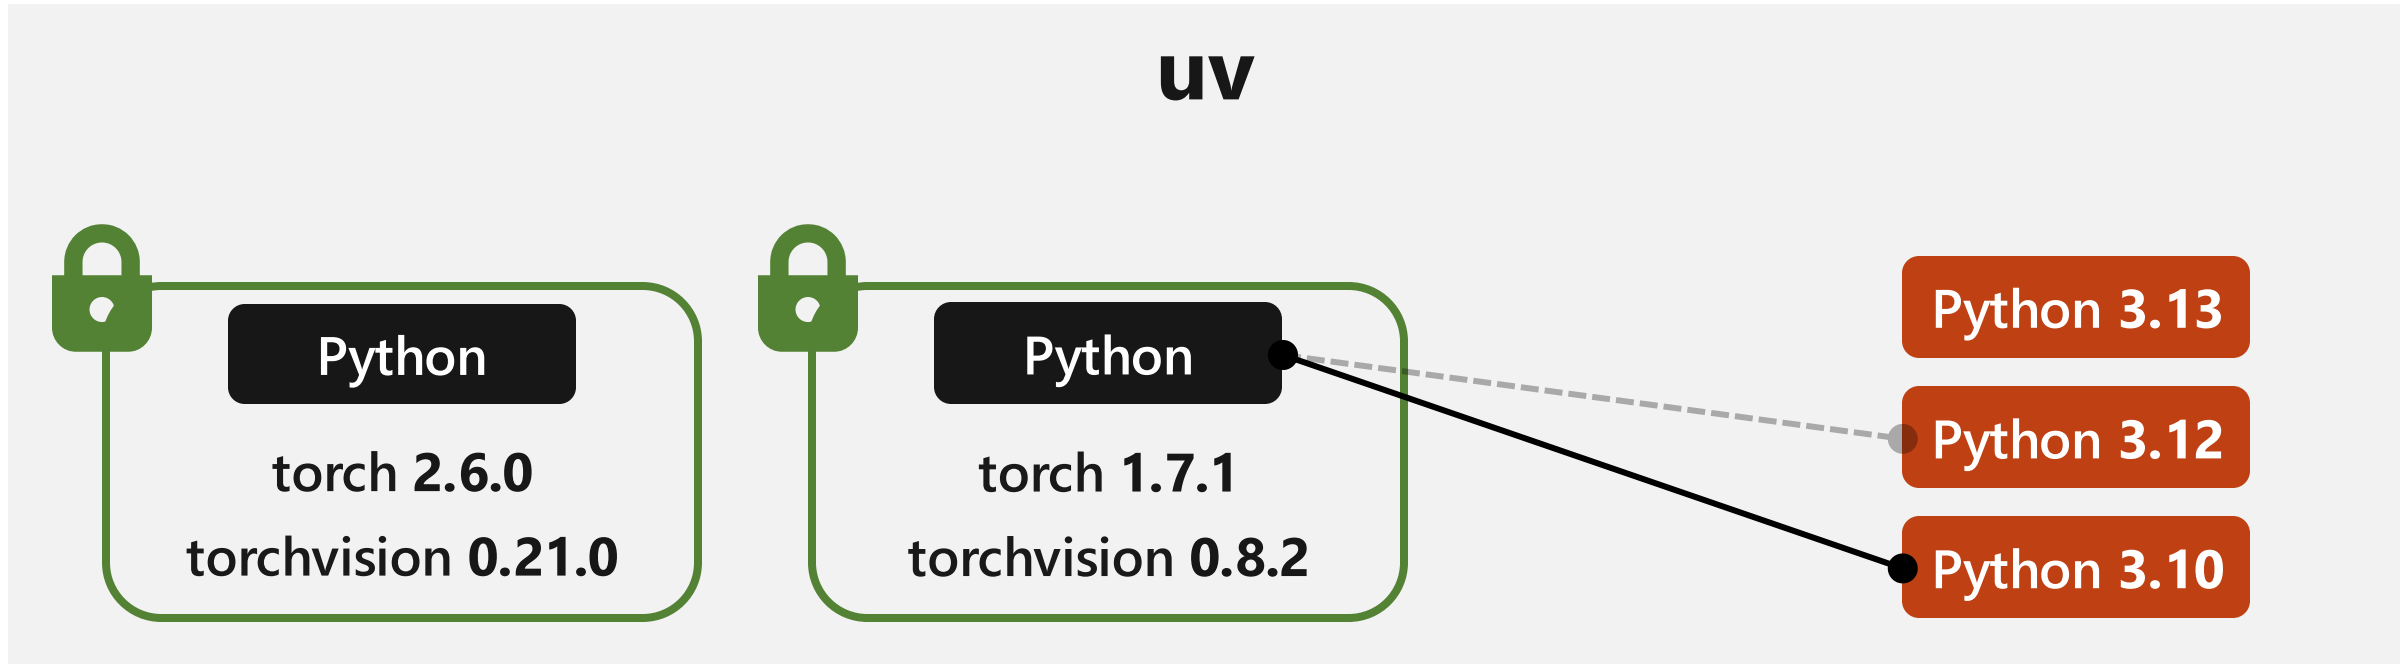 uv
Python
torch 2.6.0
torchvision 0.21.0
Python
torch 1.7.1
torchvision 0.8.2
Python 3.13
Python 3.12
Python 3.10